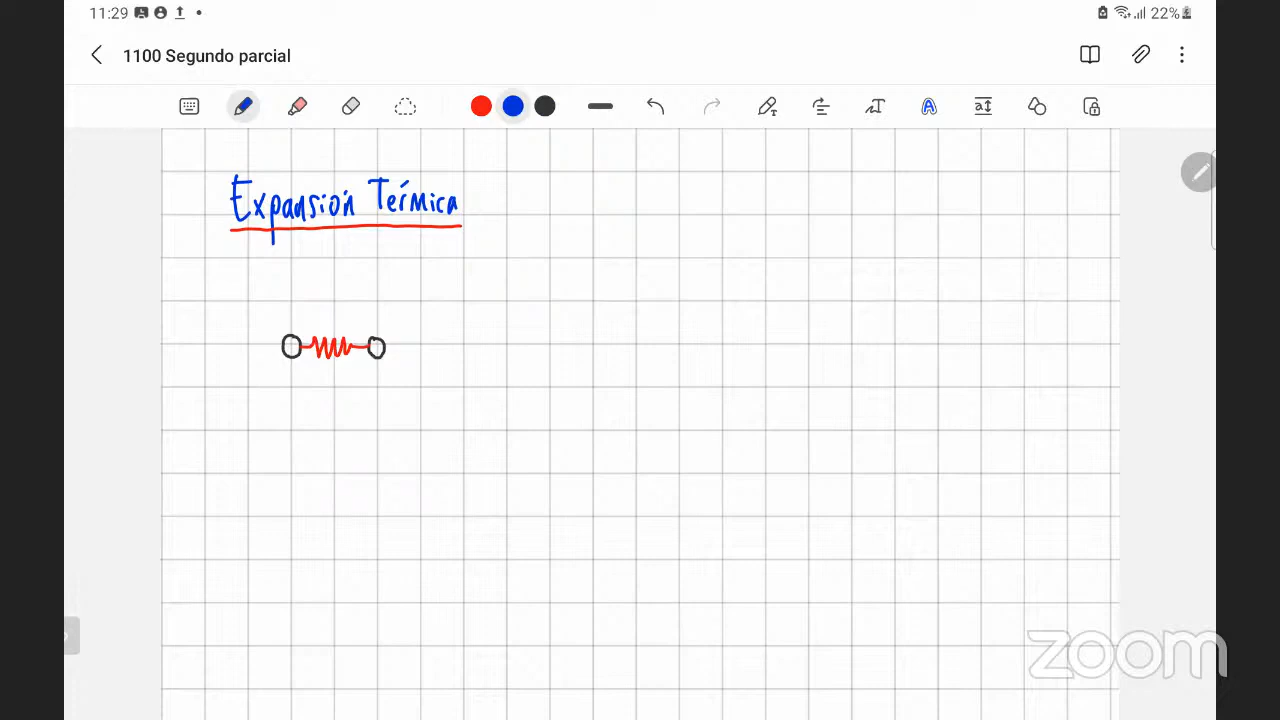 11:29
22%
1100 Segundo parcial
Expansión Térmica
zoom